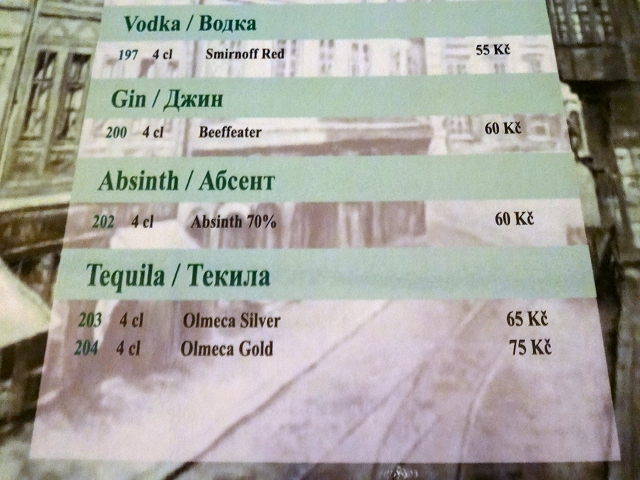 Vodka / Водка
197 4 cl Smirnoff Red 55 Kč
Gin / Джин
200 4 cl Beeffeater 60 Kč
Absinth / Абсент
202 4 cl Absinth 70% 60 Kč
Tequila / Текила
203 4 cl Olmeca Silver 65 Kč
204 4 cl Olmeca Gold 75 Kč